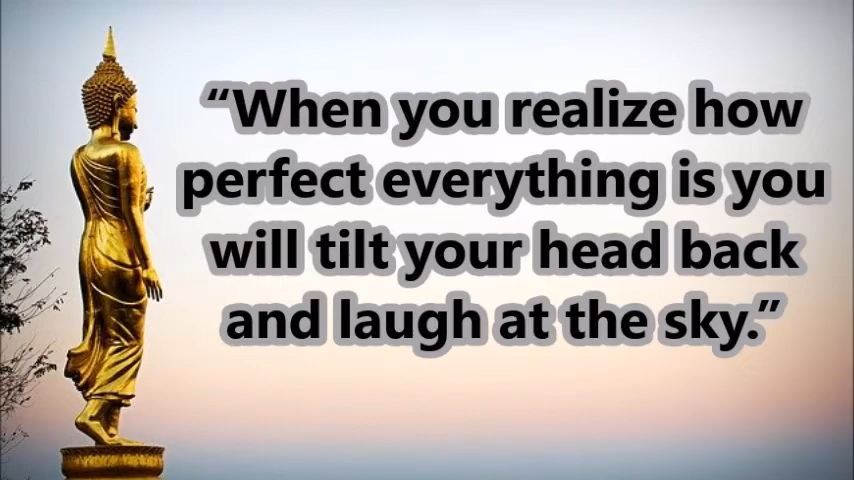 “When you realize how
perfect everything is you
will tilt your head back
and laugh at the sky.”